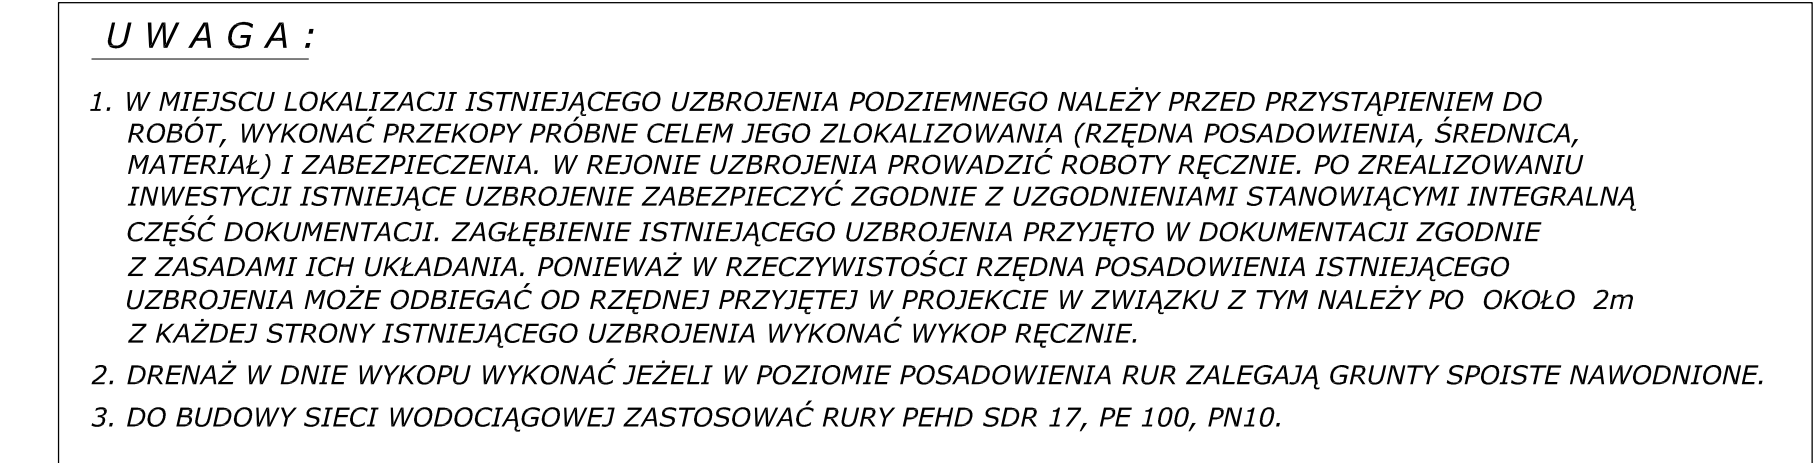 U W A G A :
1. W MIEJSCU LOKALIZACJI ISTNIEJĄCEGO UZBROJENIA PODZIEMNEGO NALEŻY PRZED PRZYSTĄPIENIEM DO
ROBÓT, WYKONAĆ PRZEKOPY PRÓBNE CELEM JEGO ZLOKALIZOWANIA (RZĘDNA POSADOWIENIA, ŚREDNICA,
MATERIAŁ) I ZABEZPIECZENIA. W REJONIE UZBROJENIA PROWADZIĆ ROBOTY RĘCZNIE. PO ZREALIZOWANIU
INWESTYCJI ISTNIEJĄCE UZBROJENIE ZABEZPIECZYĆ ZGODNIE Z UZGODNIENIAMI STANOWIĄCYMI INTEGRALNĄ
CZĘŚĆ DOKUMENTACJI. ZAGŁĘBIENIE ISTNIEJĄCEGO UZBROJENIA PRZYJĘTO W DOKUMENTACJI ZGODNIE
Z ZASADAMI ICH UKŁADANIA. PONIEWAŻ W RZECZYWISTOŚCI RZĘDNA POSADOWIENIA ISTNIEJĄCEGO
UZBROJENIA MOŻE ODBIEGAĆ OD RZĘDNEJ PRZYJĘTEJ W PROJEKCIE W ZWIĄZKU Z TYM NALEŻY PO OKOŁO 2m
Z KAŻDEJ STRONY ISTNIEJĄCEGO UZBROJENIA WYKONAĆ WYKOP RĘCZNIE.
2. DRENAŻ W DNIE WYKOPU WYKONAĆ JEŻELI W POZIOMIE POSADOWIENIA RUR ZALEGAJĄ GRUNTY SPOISTE NAWODNIONE.
3. DO BUDOWY SIECI WODOCIĄGOWEJ ZASTOSOWAĆ RURY PEHD SDR 17, PE 100, PN10.